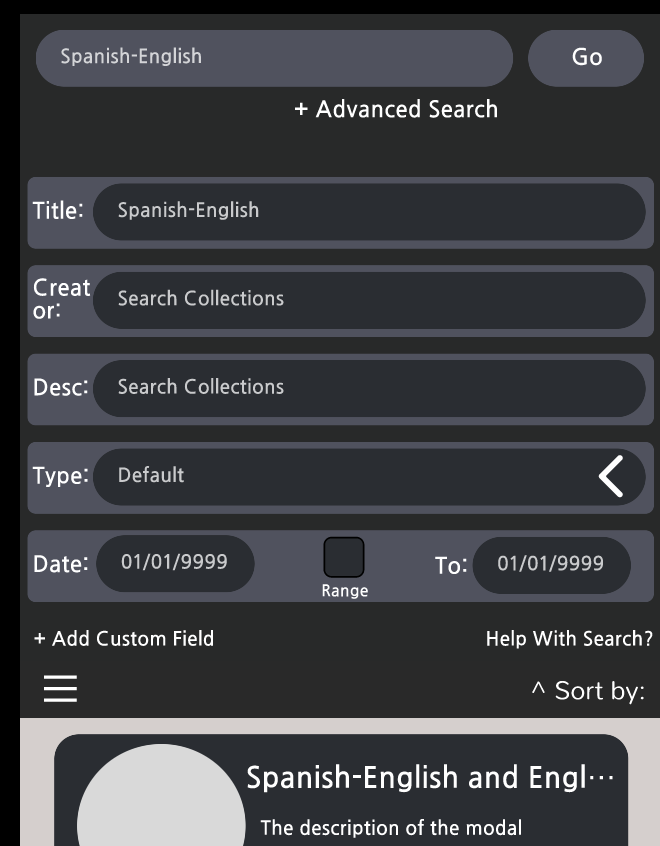 Spanish-English
Go
+ Advanced Search
Title:
Spanish-English
Creat
or:
Search Collections
Desc:
Search Collections
Type:
Default
Date:
01/01/9999
Range
To:
01/01/9999
+ Add Custom Field
Help With Search?
^ Sort by:
Spanish-English and Engl···
The description of the modal